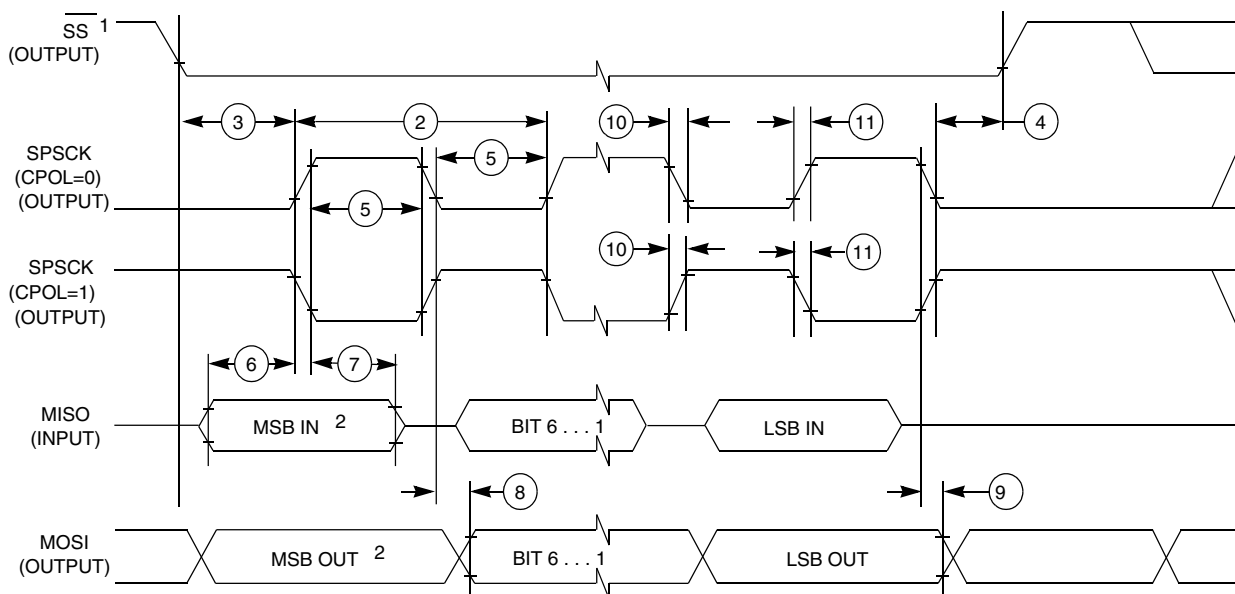 SS 1
(OUTPUT)
3
2
10
11
4
SPSCK
(CPOL=0)
(OUTPUT)
5
5
SPSCK
(CPOL=1)
(OUTPUT)
10
11
6
7
MISO
(INPUT)
MSB IN 2
BIT 6 . . . 1
LSB IN
8
9
MOSI
(OUTPUT)
MSB OUT 2
BIT 6 . . . 1
LSB OUT